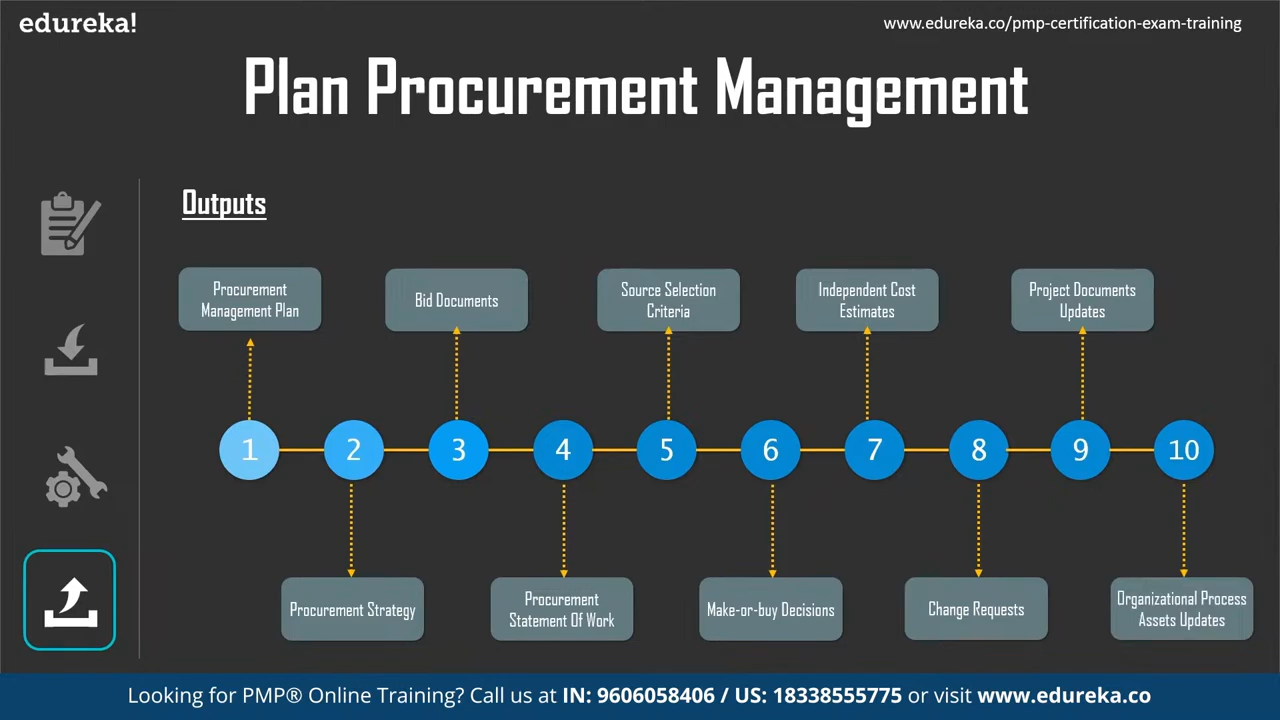 edureka!
www.edureka.co/pmp-certification-exam-training
Plan Procurement Management
Outputs
Procurement
Management Plan
Bid Documents
Source Selection
Criteria
Independent Cost
Estimates
Project Documents
Updates
1
2
3
4
5
6
7
8
9
10
Procurement Strategy
Procurement
Statement Of Work
Make-or-buy Decisions
Change Requests
Organizational Process
Assets Updates
Looking for PMP® Online Training? Call us at IN: 9606058406 / US: 18338555775 or visit www.edureka.co